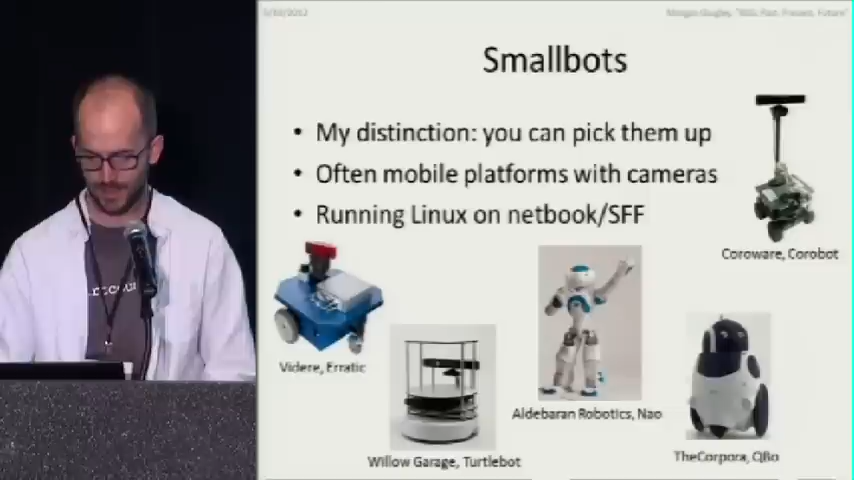 Smallbots
• My distinction: you can pick them up
• Often mobile platforms with cameras
• Running Linux on netbook/SFF
Coroware, Corobot
Videre, Erratic
Aldebaran Robotics, Nao
TheCorpora, QBo
Willow Garage, Turtlebot